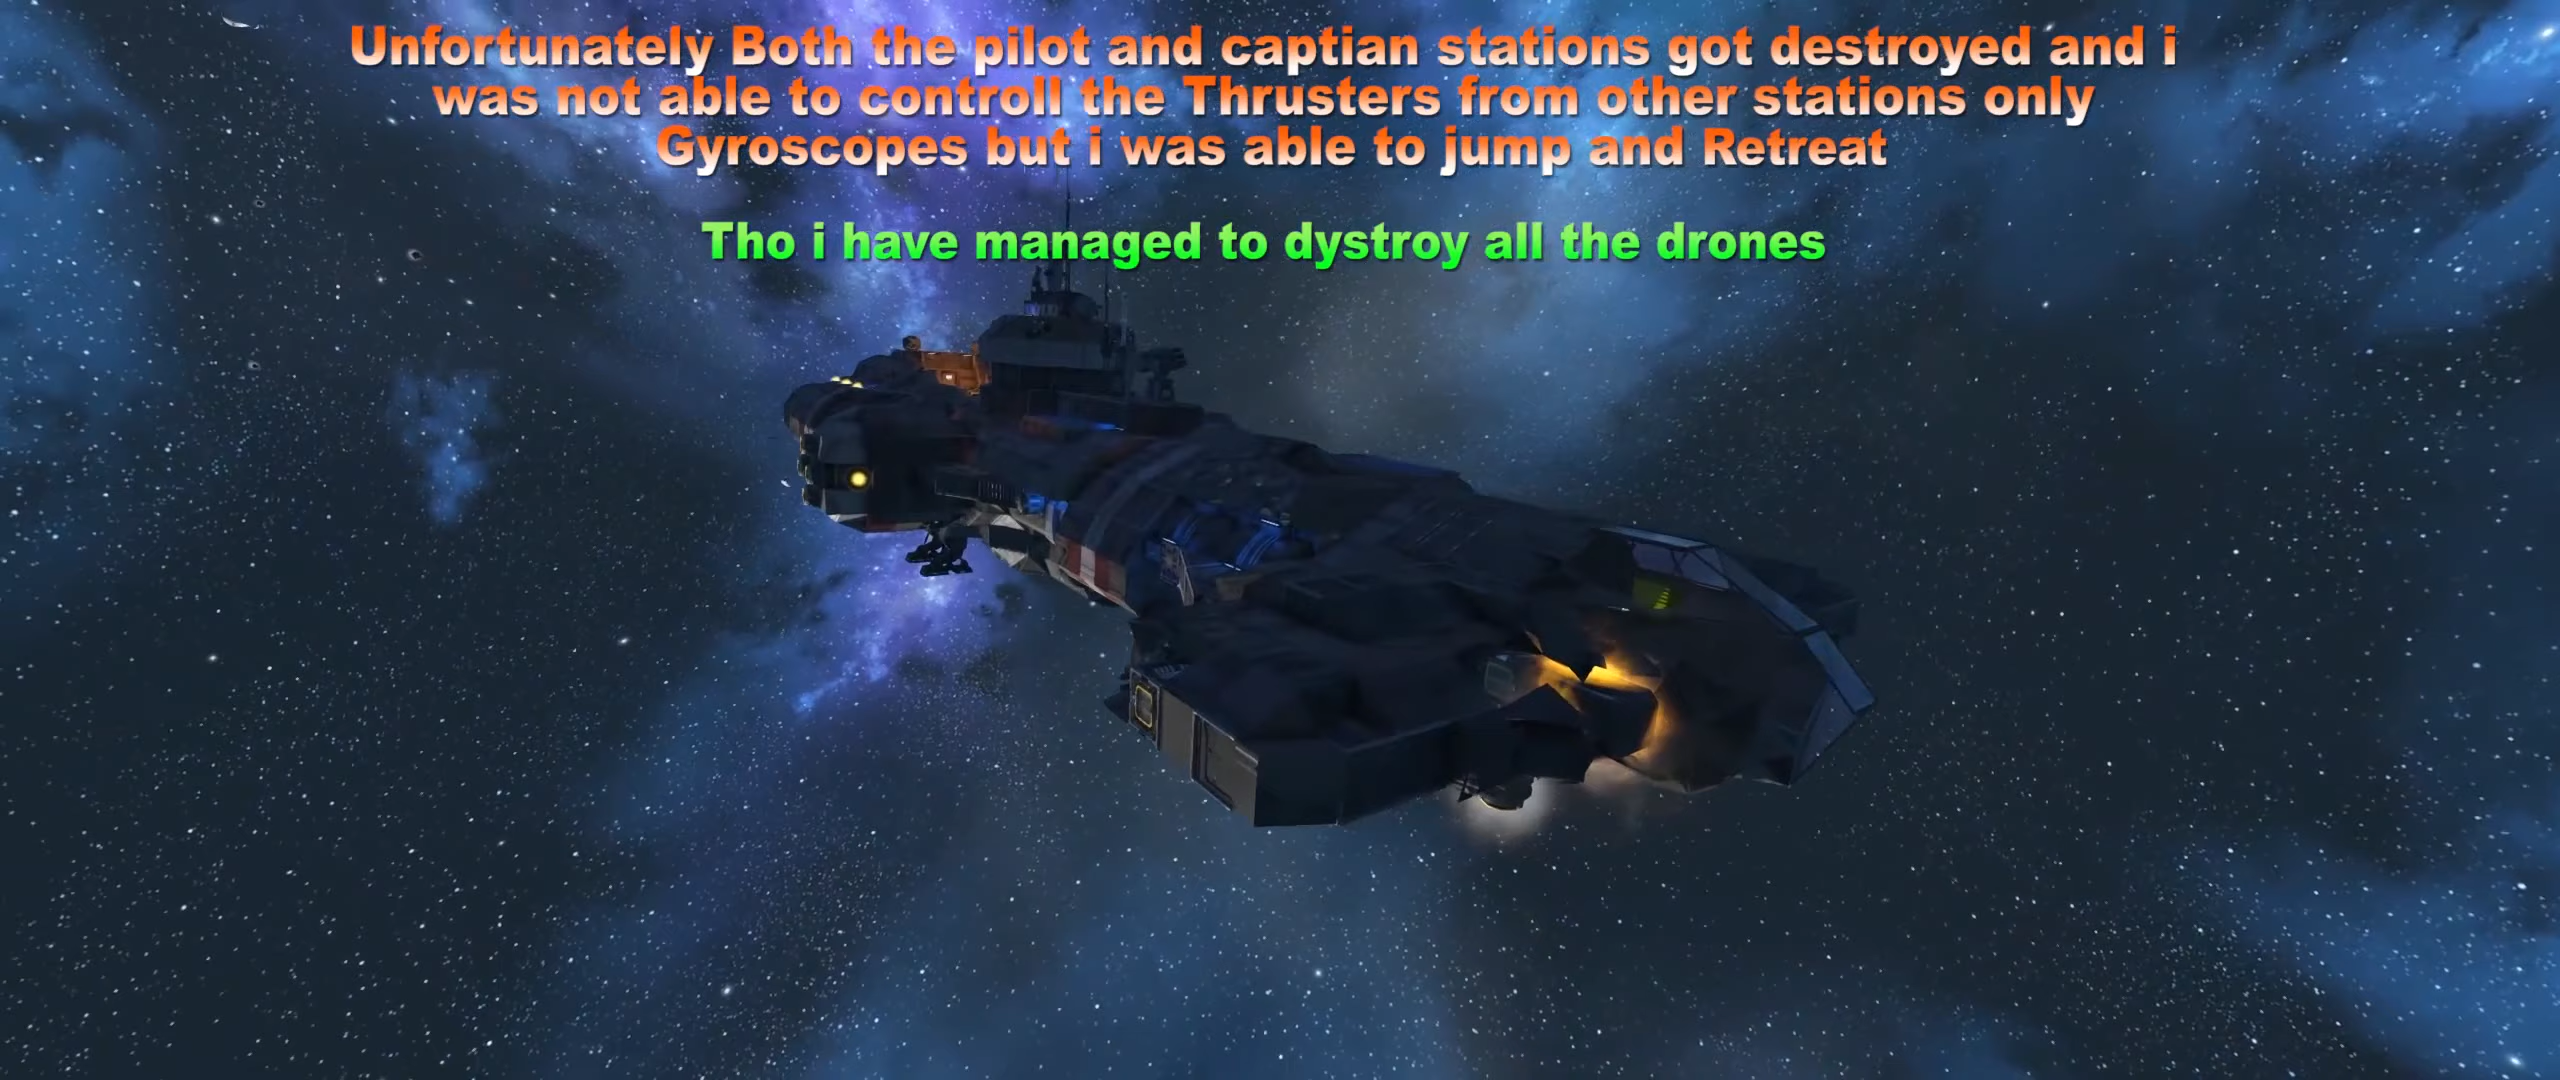 Unfortunately Both the pilot and captian stations got destroyed and i
was not able to controll the Thrusters from other stations only
Gyroscopes but i was able to jump and Retreat
Tho i have managed to dystroy all the drones